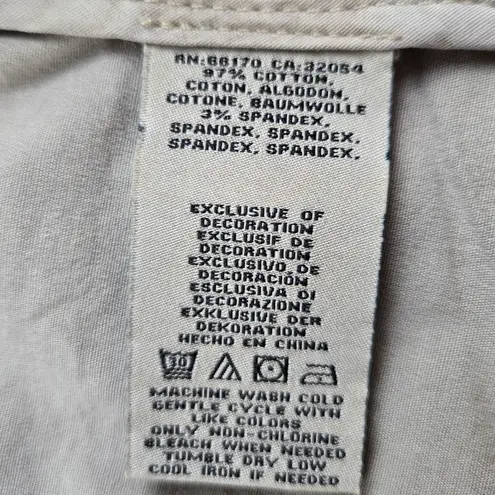 RN:66170 CA:32054
97% COTTON,
COTON, ALGODON,
COTONE, BAUMWOLLE
3% SPANDEX,
SPANDEX, SPANDEX,
SPANDEX, SPANDEX,
EXCLUSIVE OF
DECORATION
EXCLUSIF DE
DECORATION
EXCLUSIVO DE
DECORACIÓN
ESCLUSIVA DI
DECORAZIONE
EXKLUSIVE DER
DEKORATION
HECHO EN CHINA
30
MACHINE WASH COLD
GENTLE CYCLE WITH
LIKE COLORS
ONLY NON-CHLORINE
BLEACH WHEN NEEDED
TUMBLE DRY LOW
COOL IRON IF NEEDED